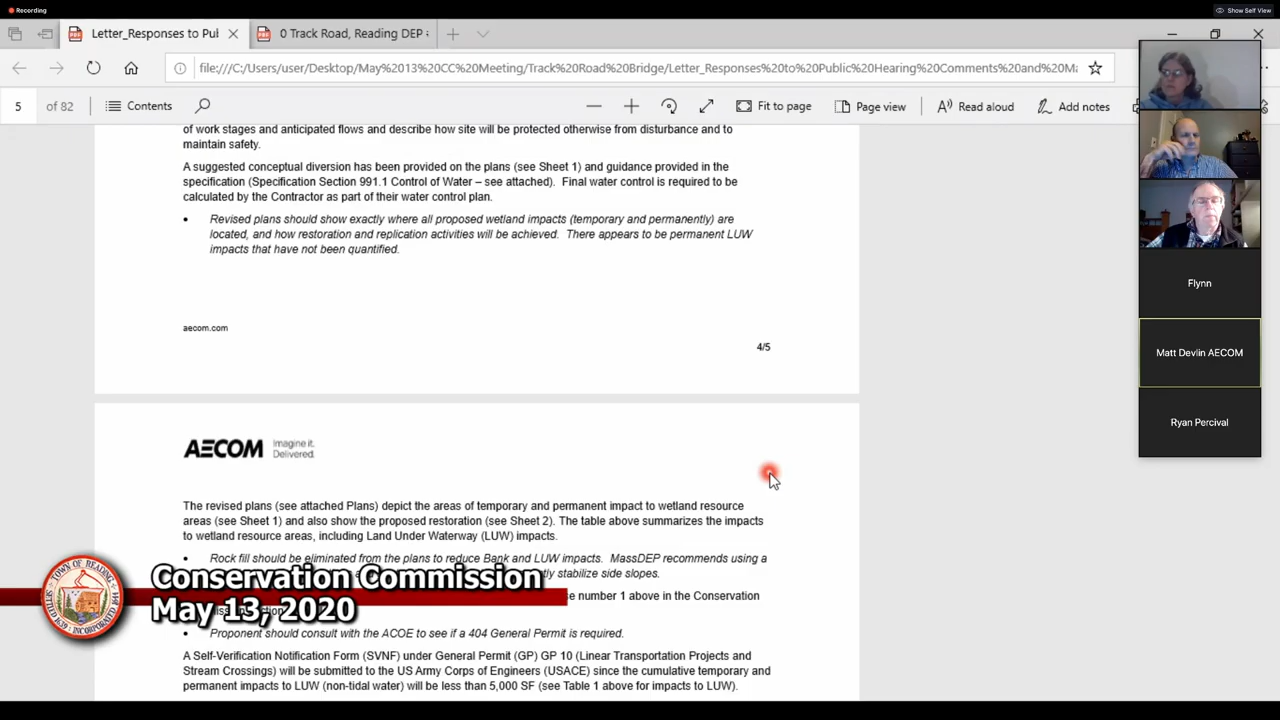 Recording
Show Self View
Letter_Responses to Pub
0 Track Road, Reading DEP
file:///C:/Users/user/Desktop/May%2013%20CC%20Meeting/Track%20Road%20Bridge/Letter_Responses%20to%20Public%20Hearing%20Comments%20and%20Ma
5 of 82
Contents
Fit to page
Page view
Read aloud
Add notes
of work stages and anticipated flows and describe how site will be protected otherwise from disturbance and to
maintain safety.
A suggested conceptual diversion has been provided on the plans (see Sheet 1) and guidance provided in the
specification (Specification Section 991.1 Control of Water – see attached). Final water control is required to be
calculated by the Contractor as part of their water control plan.
• Revised plans should show exactly where all proposed wetland impacts (temporary and permanently) are
located, and how restoration and replication activities will be achieved. There appears to be permanent LUW
impacts that have not been quantified.
aecom.com
4/5
AECOM Imagine it.
Delivered.
The revised plans (see attached Plans) depict the areas of temporary and permanent impact to wetland resource
areas (see Sheet 1) and also show the proposed restoration (see Sheet 2). The table above summarizes the impacts
to wetland resource areas, including Land Under Waterway (LUW) impacts.
• Rock fill should be eliminated from the plans to reduce Bank and LUW impacts. MassDEP recommends using a
stabilize side slopes.
number 1 above in the Conservation
• Proponent should consult with the ACOE to see if a 404 General Permit is required.
A Self-Verification Notification Form (SVNF) under General Permit (GP) GP 10 (Linear Transportation Projects and
Stream Crossings) will be submitted to the US Army Corps of Engineers (USACE) since the cumulative temporary and
permanent impacts to LUW (non-tidal water) will be less than 5,000 SF (see Table 1 above for impacts to LUW).
Conservation Commission
May 13, 2020
Flynn
Matt Devlin AECOM
Ryan Percival